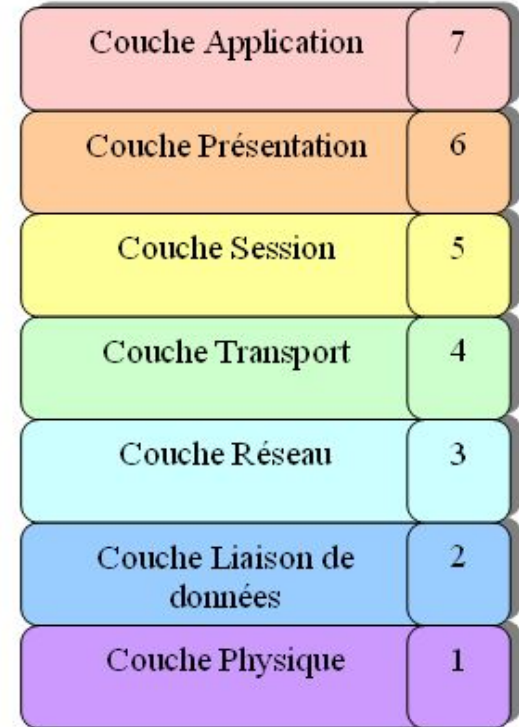 Couche Application 7
Couche Présentation 6
Couche Session 5
Couche Transport 4
Couche Réseau 3
Couche Liaison de 2
données
Couche Physique 1